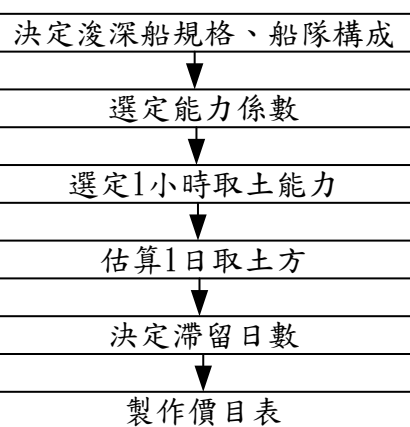 決定浚深船規格、船隊構成
選定能力係數
選定1小時取土能力
估算1日取土方
決定滯留日數
製作價目表